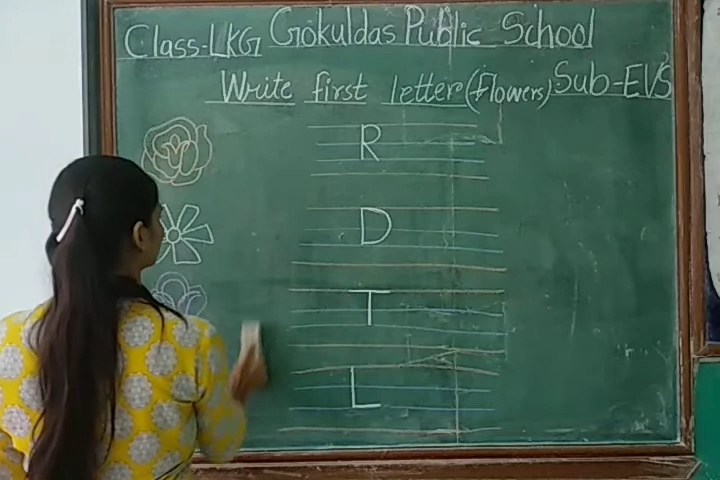 Class-LKG Gokuldas Public School
Write first letter (Flowers) Sub-EVS
R
D
T
L